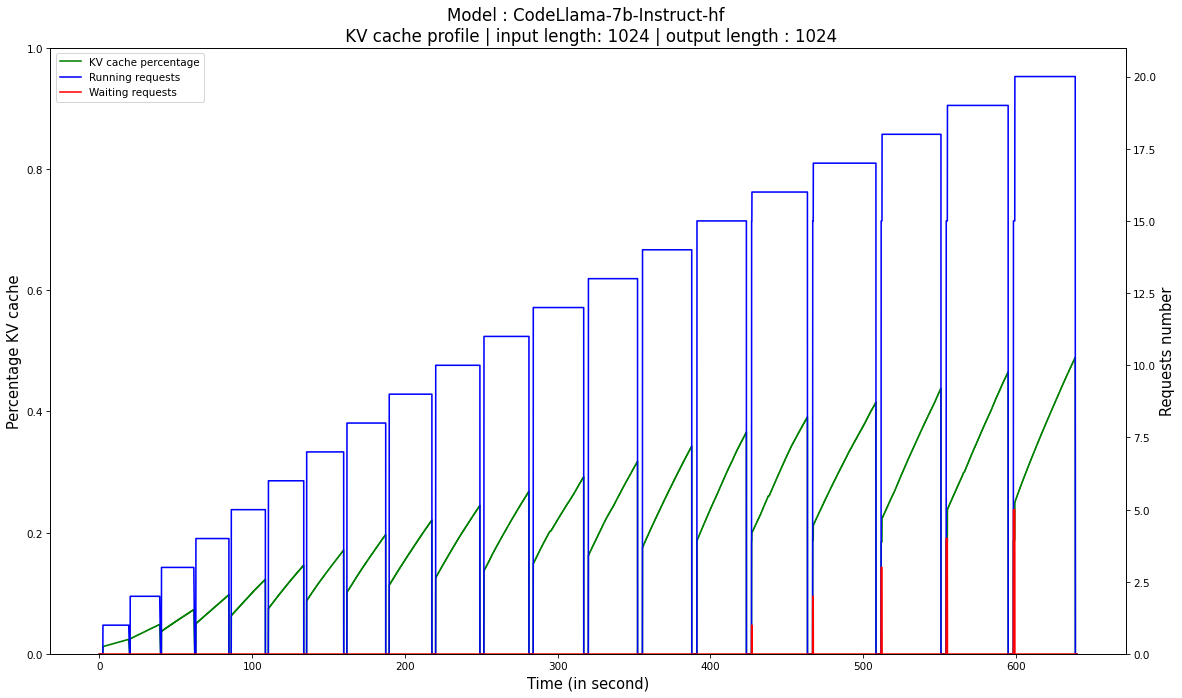 Model : CodeLlama-7b-Instruct-hf
KV cache profile | input length: 1024 | output length : 1024
KV cache percentage
Running requests
Waiting requests
Percentage KV cache
1.0
0.8
0.6
0.4
0.2
0.0
20.0
17.5
15.0
12.5
10.0
7.5
5.0
2.5
0.0
Requests number
0
100
200
300
400
500
600
Time (in second)